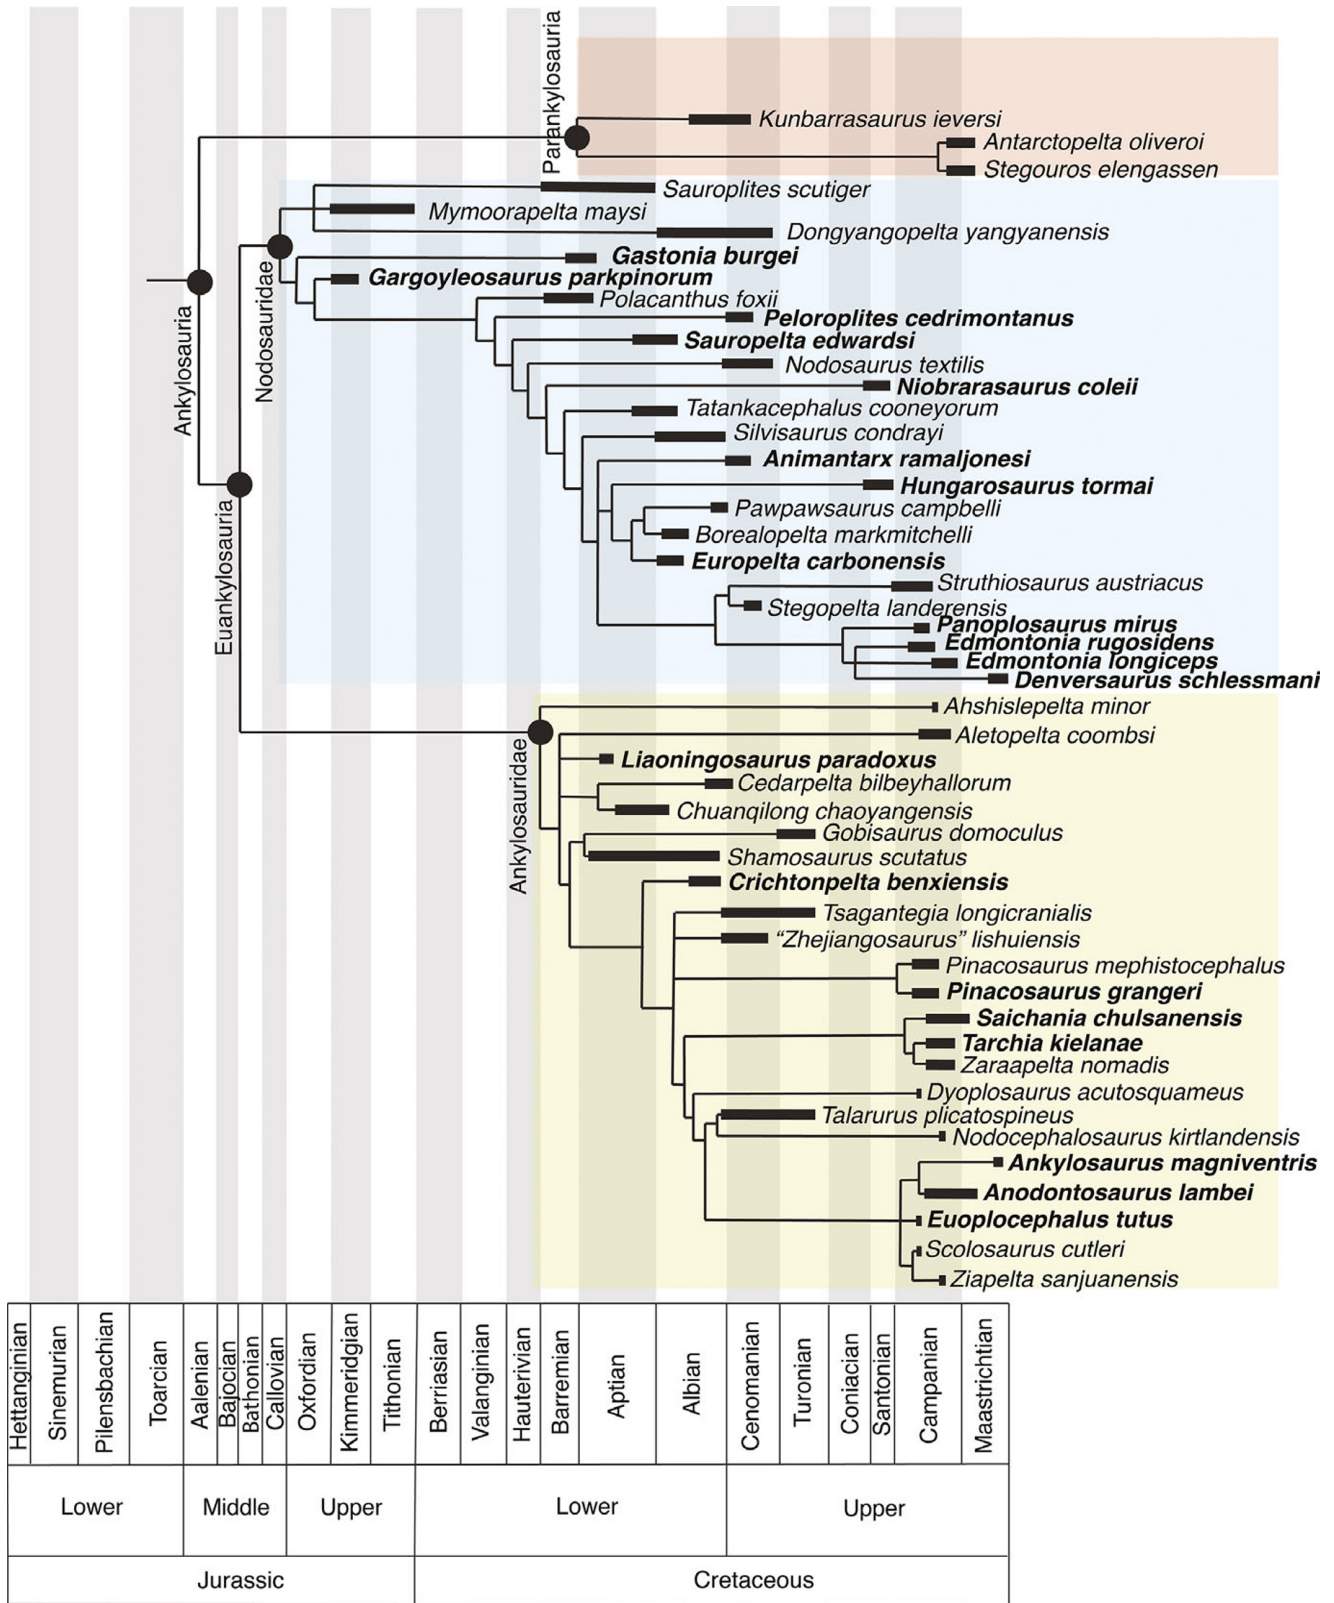 Parankylosauria
Kunbarrasaurus ieversi
Antarctopelta oliveroi
Stegouros elengassen
Sauroplites scutiger
Mymoorapelta maysi
Dongyangopelta yangyanensis
Gastonia burgei
Gargoyleosaurus parkpinorum
Polacanthus foxii
Peloroplites cedrimontanus
Sauropelta edwardsi
Nodosaurus textilis
Niobrarasaurus coleii
Tatankacephalus cooneyorum
Silvisaurus condrayi
Animantarx ramaljonesi
Hungarosaurus tormai
Pawpawsaurus campbelli
Borealopelta markmitchelli
Europelta carbonensis
Struthiosaurus austriacus
Stegopelta landerensis
Panoplosaurus mirus
Edmontonia rugosidens
Edmontonia longiceps
Denversaurus schlessmani
Nodosauridae
Ankylosauria
Euankylosauria
Ankylosauridae
Ahshislepelta minor
Aletopelta coombsi
Liaoningosaurus paradoxus
Cedarpelta bilbeyhallorum
Chuanqilong chaoyangensis
Gobisaurus domoculus
Shamosaurus scutatus
Crichtonpelta benxiensis
Tsagantegia longicranialis
“Zhejiangosaurus” lishuiensis
Pinacosaurus mephistocephalus
Pinacosaurus grangeri
Saichania chulsanensis
Tarchia kielanae
Zaraapelta nomadis
Dyoplosaurus acutosquameus
Talarurus plicatospineus
Nodocephalosaurus kirtlandensis
Ankylosaurus magniventris
Anodontosaurus lambei
Euoplocephalus tutus
Scolosaurus cutleri
Ziapelta sanjuanensis
Hettanginian
Sinemurian
Pilensbachian
Toarcian
Aalenian
Bajocian
Bathonian
Callovian
Oxfordian
Kimmeridgian
Tithonian
Berriasian
Valanginian
Hauterivian
Barremian
Aptian
Albian
Cenomanian
Turonian
Coniacian
Santonian
Campanian
Maastrichtian
Lower
Middle
Upper
Lower
Upper
Jurassic
Cretaceous